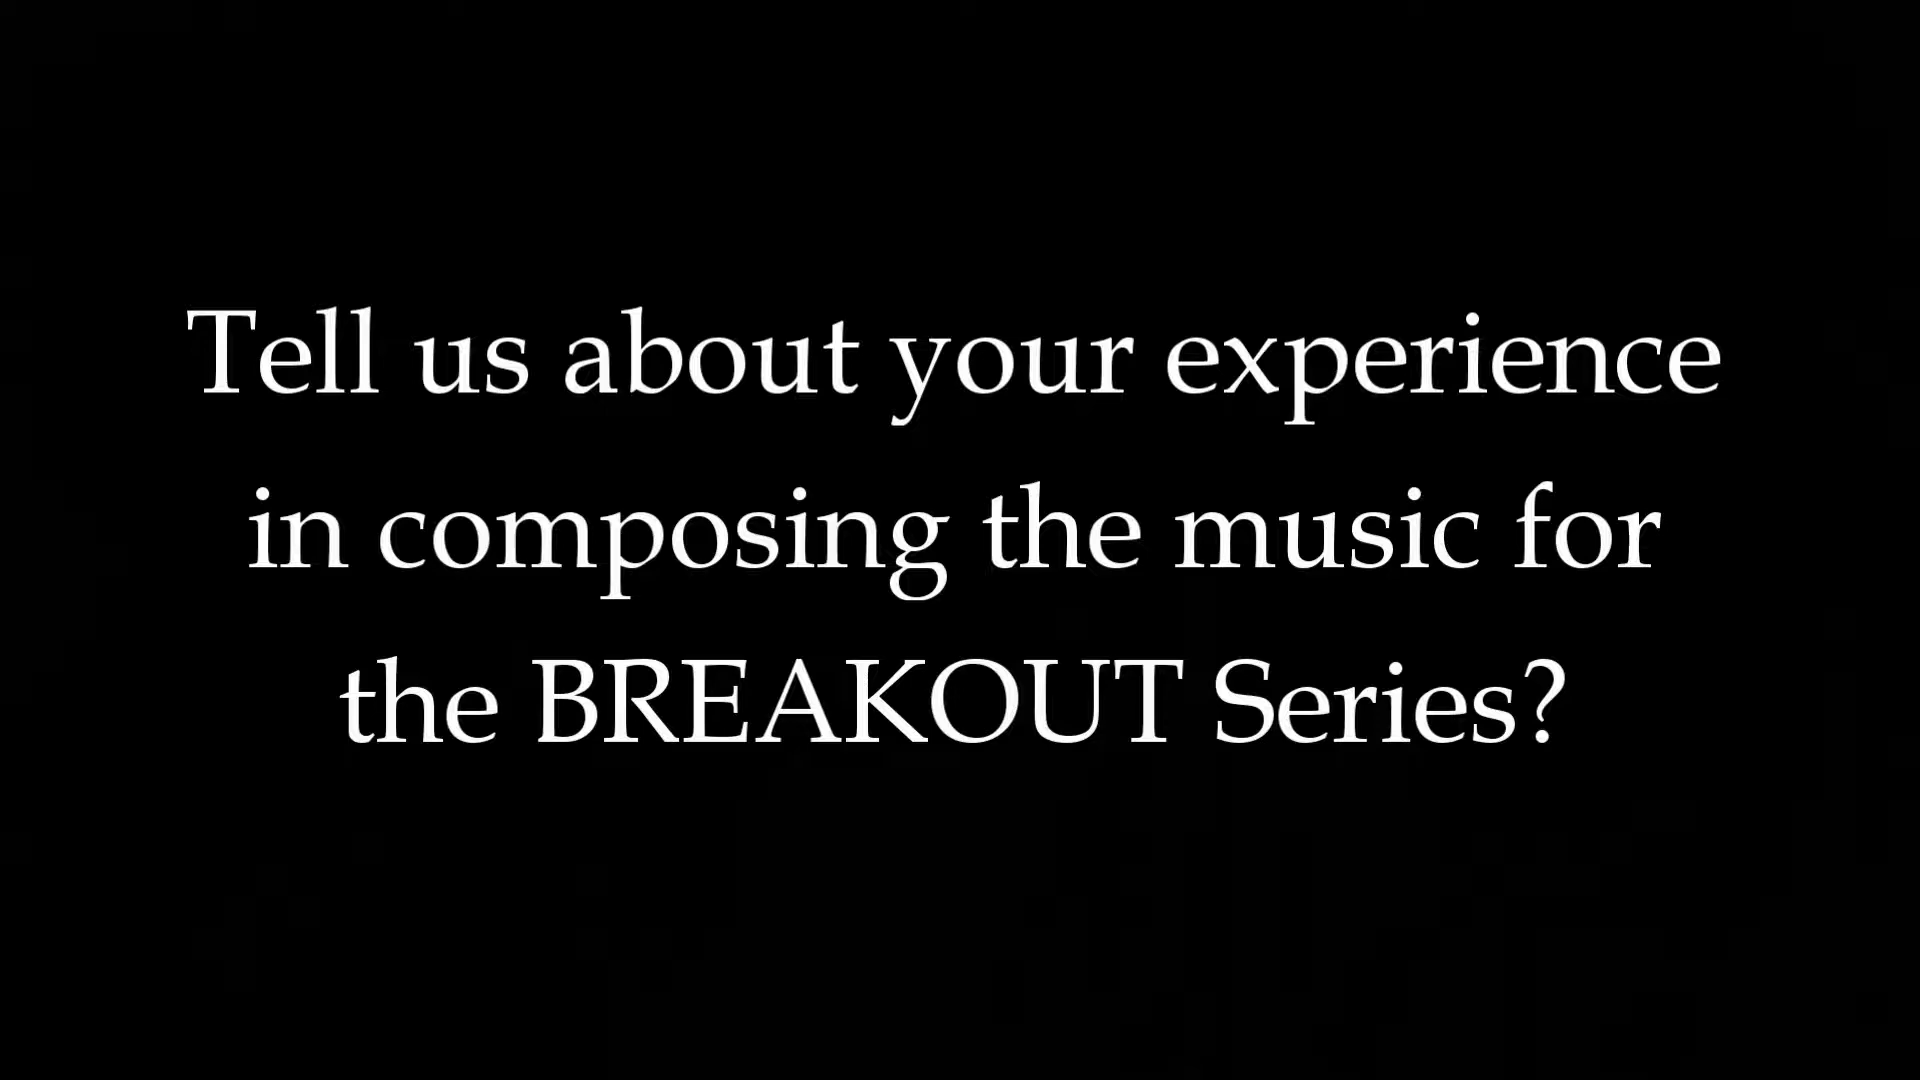 Tell us about your experience
in composing the music for
the BREAKOUT Series?